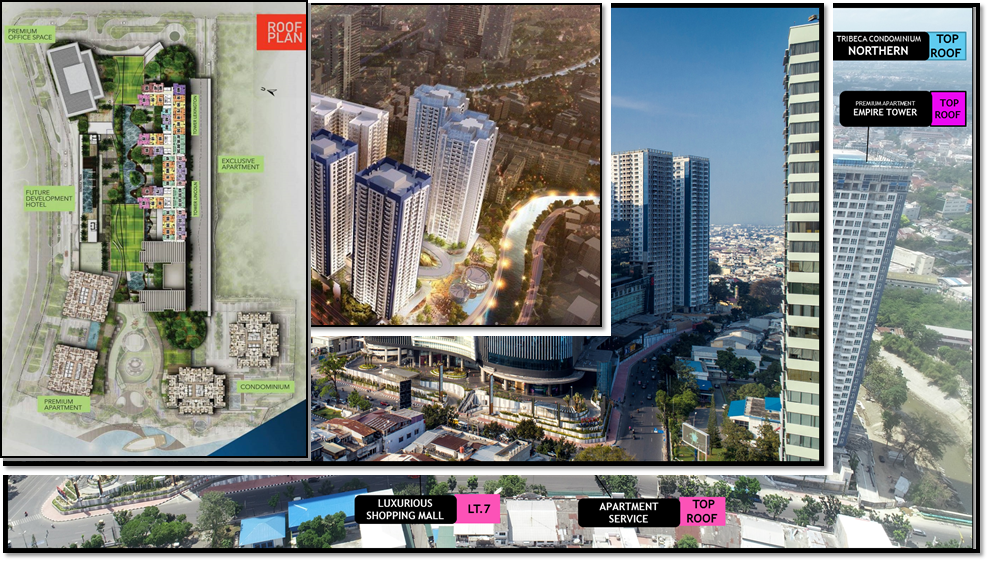 PREMIUM
OFFICE SPACE
ROOF
PLAN
EXCLUSIVE
APARTMENT
FUTURE
DEVELOPMENT
HOTEL
CONDOMINIUM
PREMIUM
APARTMENT
TRIBECA CONDOMINIUM
NORTHERN
TOP
ROOF
PREMIUM APARTMENT
EMPIRE TOWER
TOP
ROOF
LUXURIOUS
SHOPPING MALL
LT.7
APARTMENT
SERVICE
TOP
ROOF